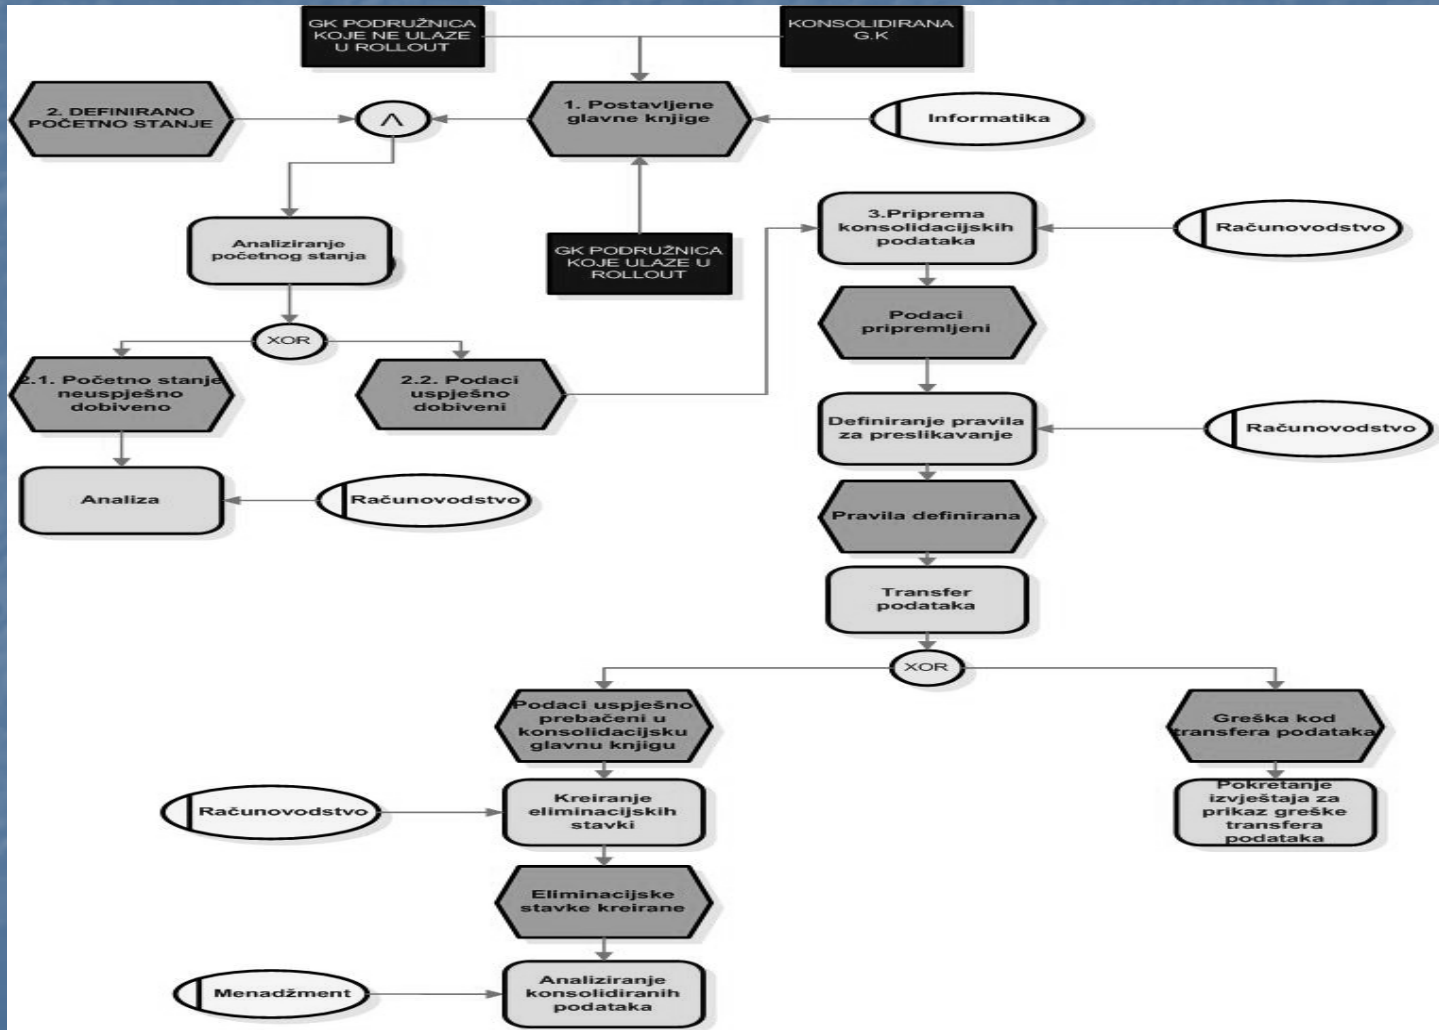 GK PODRUŽNICA
KOJE NE ULAZE
U ROLLOUT
KONSOLIDIRANA
G.K
2. DEFINIRANO
POČETNO STANJE
Λ
1. Postavljene
glavne knjige
Informatika
Analiziranje
početnog stanja
GK PODRUŽNICA
KOJE ULAZE U
ROLLOUT
3.Priprema
konsolidacijskih
podataka
Računovodstvo
XOR
Podaci
pripremljeni
2.1. Početno stanje
neuspješno
dobiveno
2.2. Podaci
uspješno
dobiveni
Definiranje pravila
za preslikavanje
Računovodstvo
Analiza
Računovodstvo
Pravila definirana
Transfer
podataka
XOR
Podaci uspješno
prebačeni u
konsolidacijsku
glavnu knjigu
Greška kod
transfera podataka
Računovodstvo
Kreiranje
eliminacijskih
stavki
Pokretanje
izvještaja za
prikaz greške
transfera
podataka
Eliminacijske
stavke kreirane
Menadžment
Analiziranje
konsolidiranih
podataka